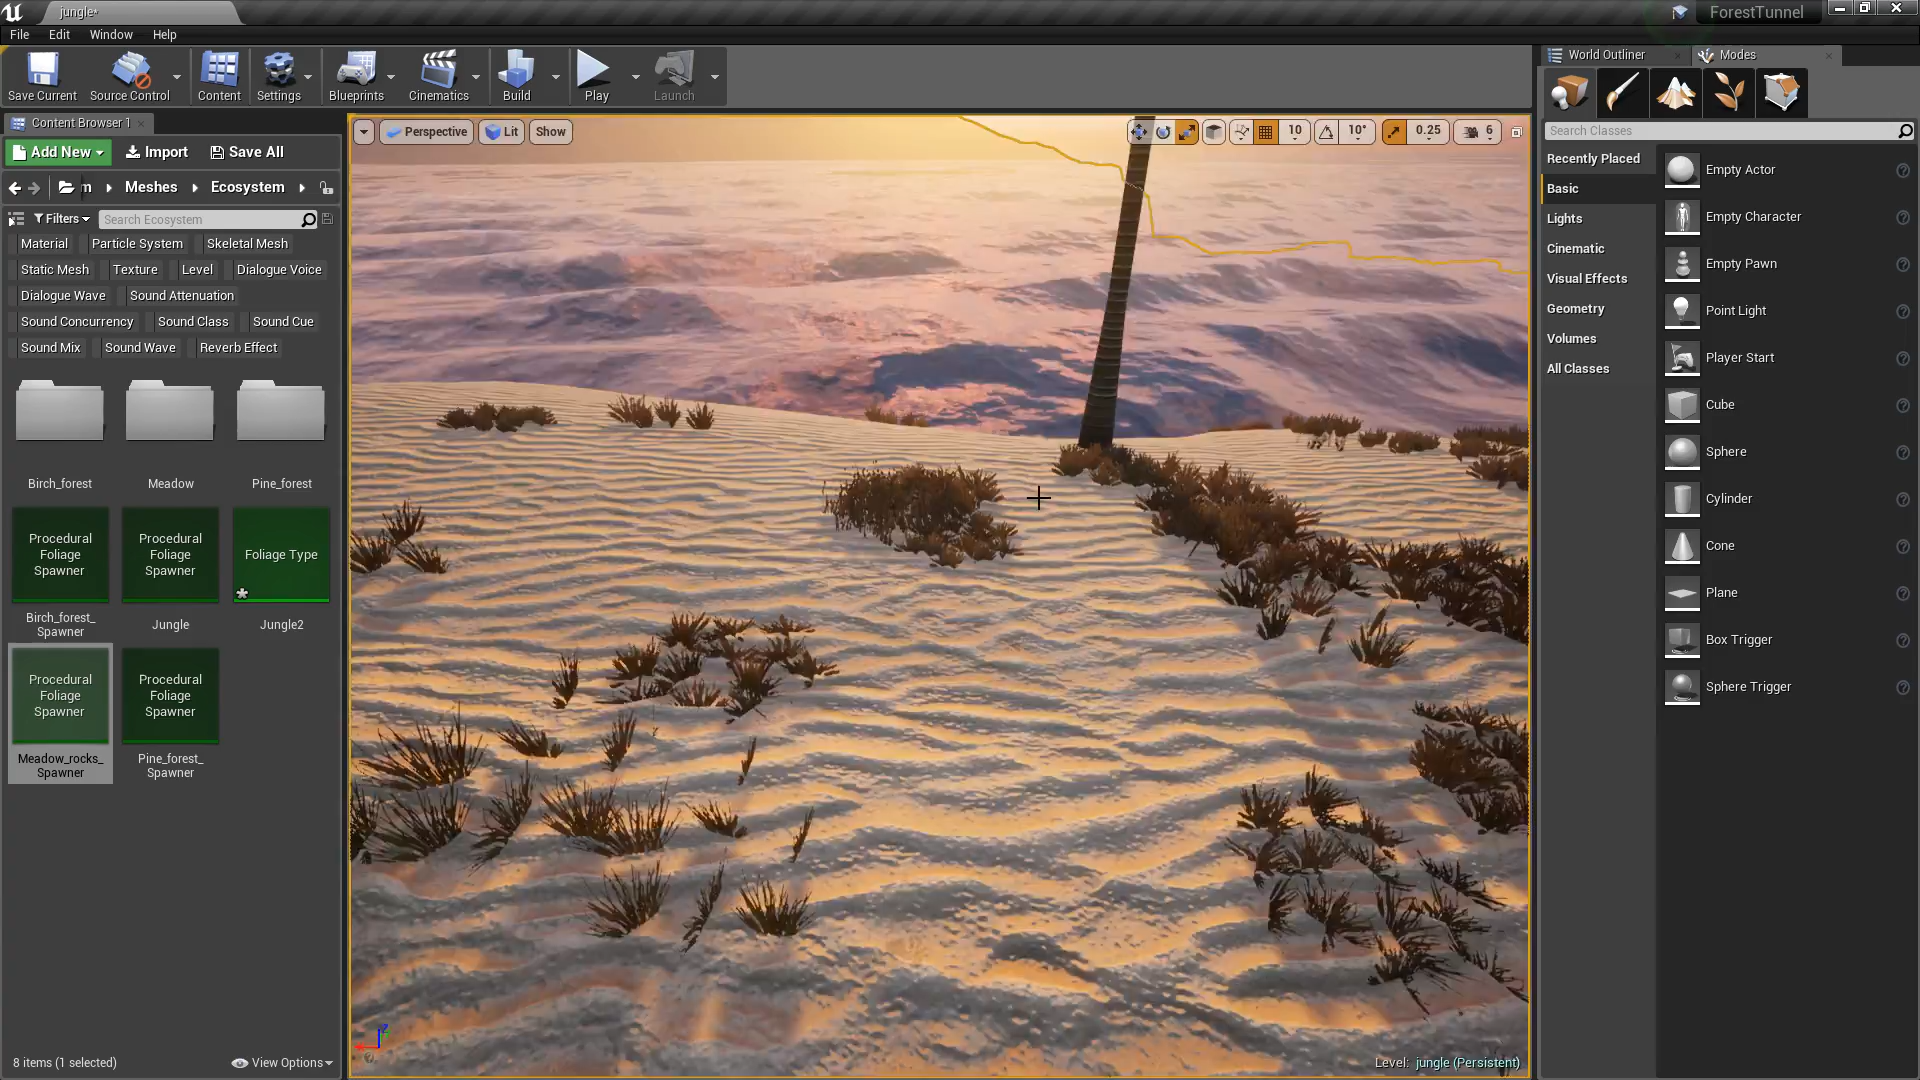 jungle*
ForestTunnel
File Edit Window Help
World Outliner Modes
Save Current Source Control Content Settings Blueprints Cinematics Build Play Launch
Content Browser 1
Add New Import Save All
m Meshes Ecosystem
Filters Search Ecosystem
Material Particle System Skeletal Mesh
Static Mesh Texture Level Dialogue Voice
Dialogue Wave Sound Attenuation
Sound Concurrency Sound Class Sound Cue
Sound Mix Sound Wave Reverb Effect
Birch_forest Meadow Pine_forest
Procedural Foliage Spawner
Procedural Foliage Spawner
Foliage Type
Birch_forest_Spawner
Jungle
Jungle2
Procedural Foliage Spawner
Procedural Foliage Spawner
Meadow_rocks_Spawner
Pine_forest_Spawner
8 items (1 selected) View Options
Perspective Lit Show
10 10° 0.25 6
Level: jungle (Persistent)
Search Classes
Recently Placed
Basic
Lights
Cinematic
Visual Effects
Geometry
Volumes
All Classes
Empty Actor
Empty Character
Empty Pawn
Point Light
Player Start
Cube
Sphere
Cylinder
Cone
Plane
Box Trigger
Sphere Trigger